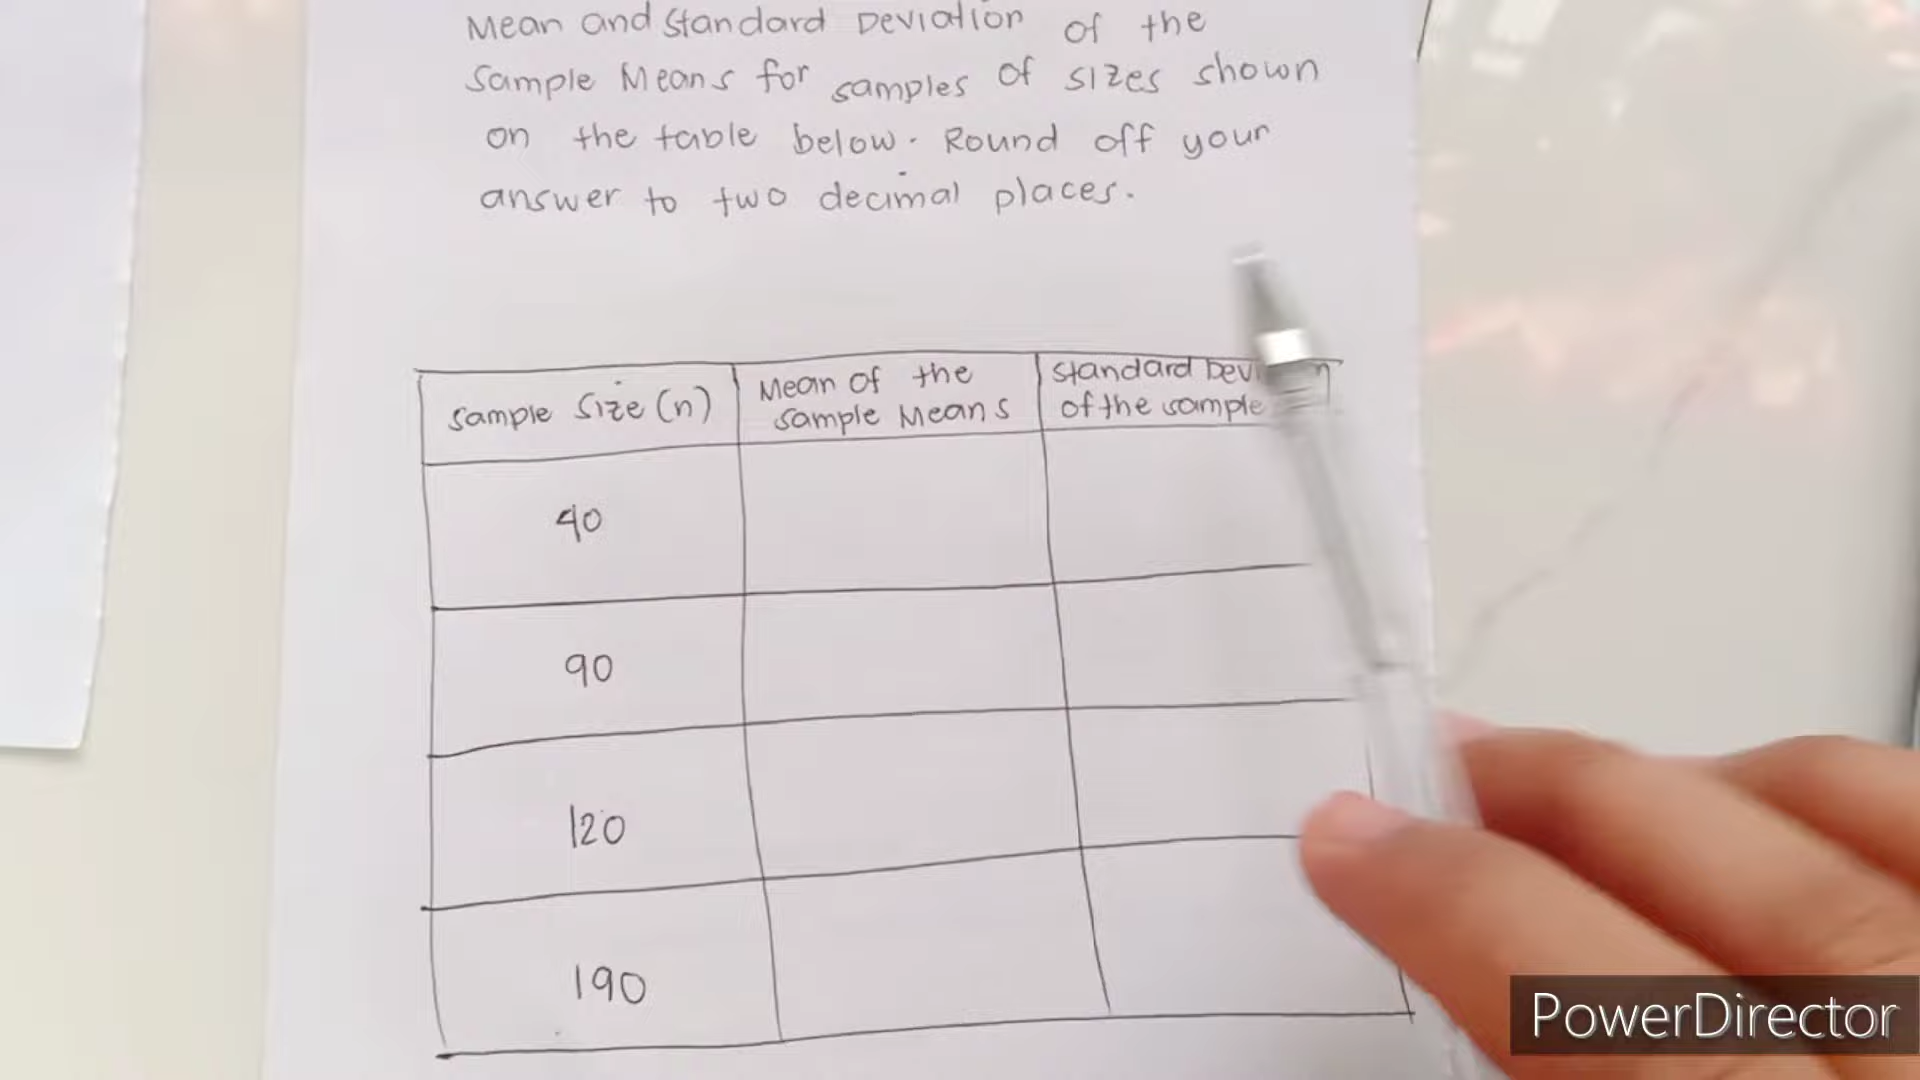 Mean and Standard Deviation of the
Sample Means for samples of sizes shown
on the table below. Round off your
answer to two decimal places.
Sample Size (n)
Mean of the
Sample Means
Standard
of the sample
40
90
120
190
PowerDirector